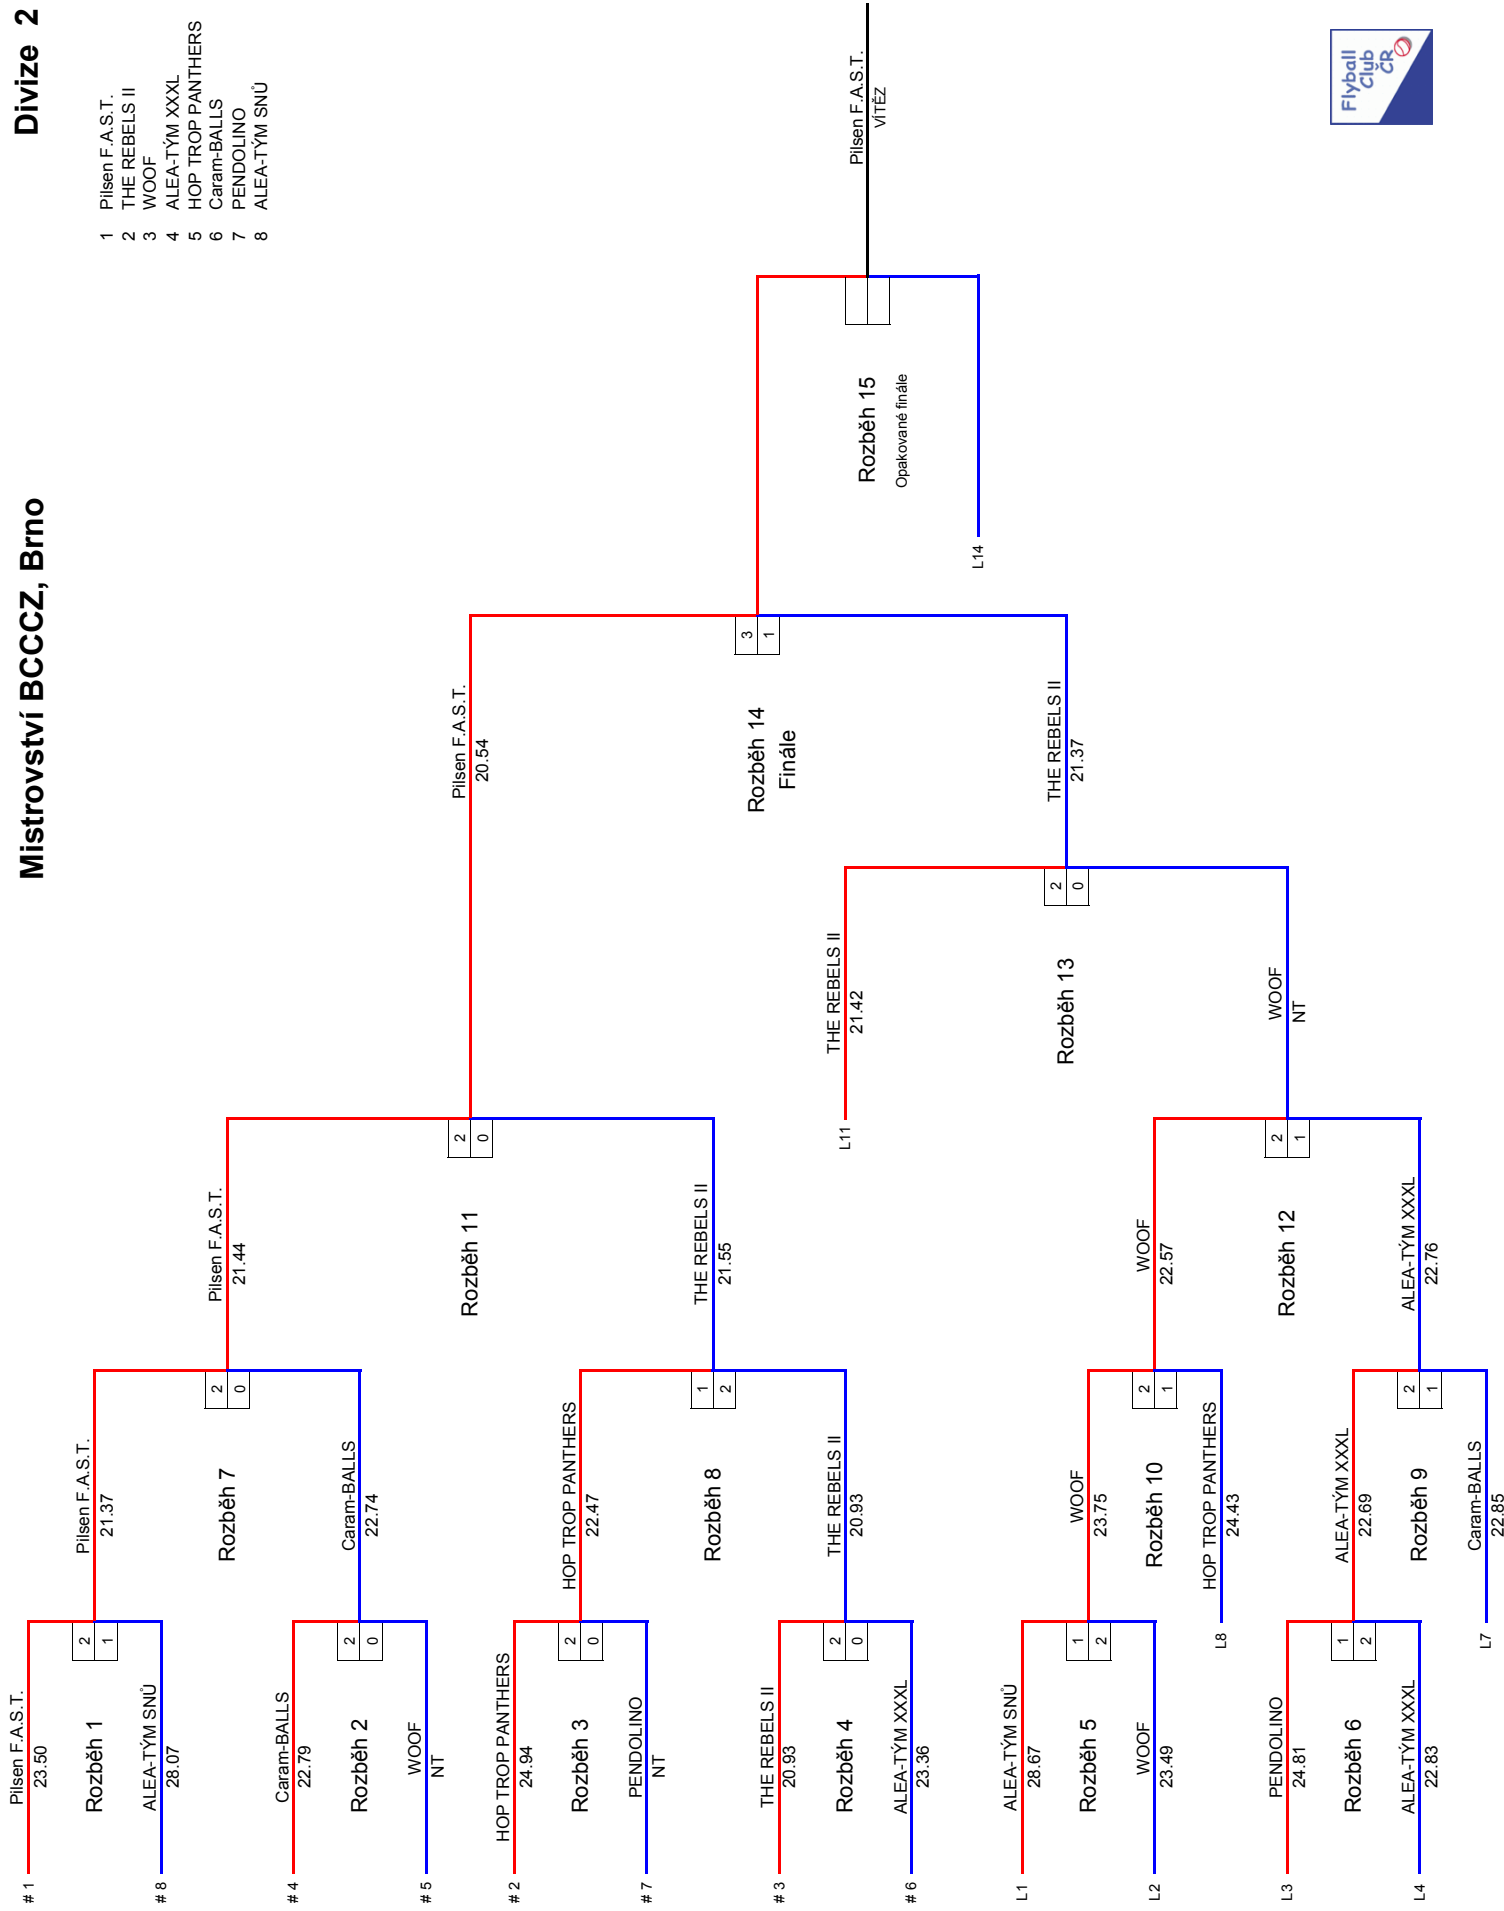 Mistrovství BCCCZ, Brno
Divize 2
1 Pilsen F.A.S.T.
2 THE REBELS II
3 WOOF
4 ALEA-TÝM XXXL
5 HOP TROP PANTHERS
6 Caram-BALLS
7 PENDOLINO
8 ALEA-TÝM SNŮ
# 1
Pilsen F.A.S.T.
23.50
Rozběh 1
2
1
ALEA-TÝM SNŮ
28.07
# 8
# 4
Caram-BALLS
22.79
Rozběh 2
2
0
WOOF
NT
# 5
# 2
HOP TROP PANTHERS
24.94
Rozběh 3
2
0
PENDOLINO
NT
# 7
# 3
THE REBELS II
20.93
Rozběh 4
2
0
ALEA-TÝM XXXL
23.36
# 6
L1
ALEA-TÝM SNŮ
28.67
Rozběh 5
1
2
WOOF
23.49
L2
L3
PENDOLINO
24.81
Rozběh 6
1
2
ALEA-TÝM XXXL
22.83
L4
Pilsen F.A.S.T.
21.37
Rozběh 7
2
0
Caram-BALLS
22.74
HOP TROP PANTHERS
22.47
Rozběh 8
1
2
THE REBELS II
20.93
WOOF
23.75
Rozběh 10
2
1
HOP TROP PANTHERS
24.43
L8
ALEA-TÝM XXXL
22.69
Rozběh 9
2
1
Caram-BALLS
22.85
L7
Pilsen F.A.S.T.
21.44
Rozběh 11
2
0
THE REBELS II
21.55
WOOF
22.57
Rozběh 12
2
1
ALEA-TÝM XXXL
22.76
L11
THE REBELS II
21.42
Rozběh 13
2
0
WOOF
NT
Pilsen F.A.S.T.
20.54
Rozběh 14
Finále
3
1
THE REBELS II
21.37
Rozběh 15
Opakované finále
L14
Pilsen F.A.S.T.
VÍTĚZ
Flyball
Club
ČR